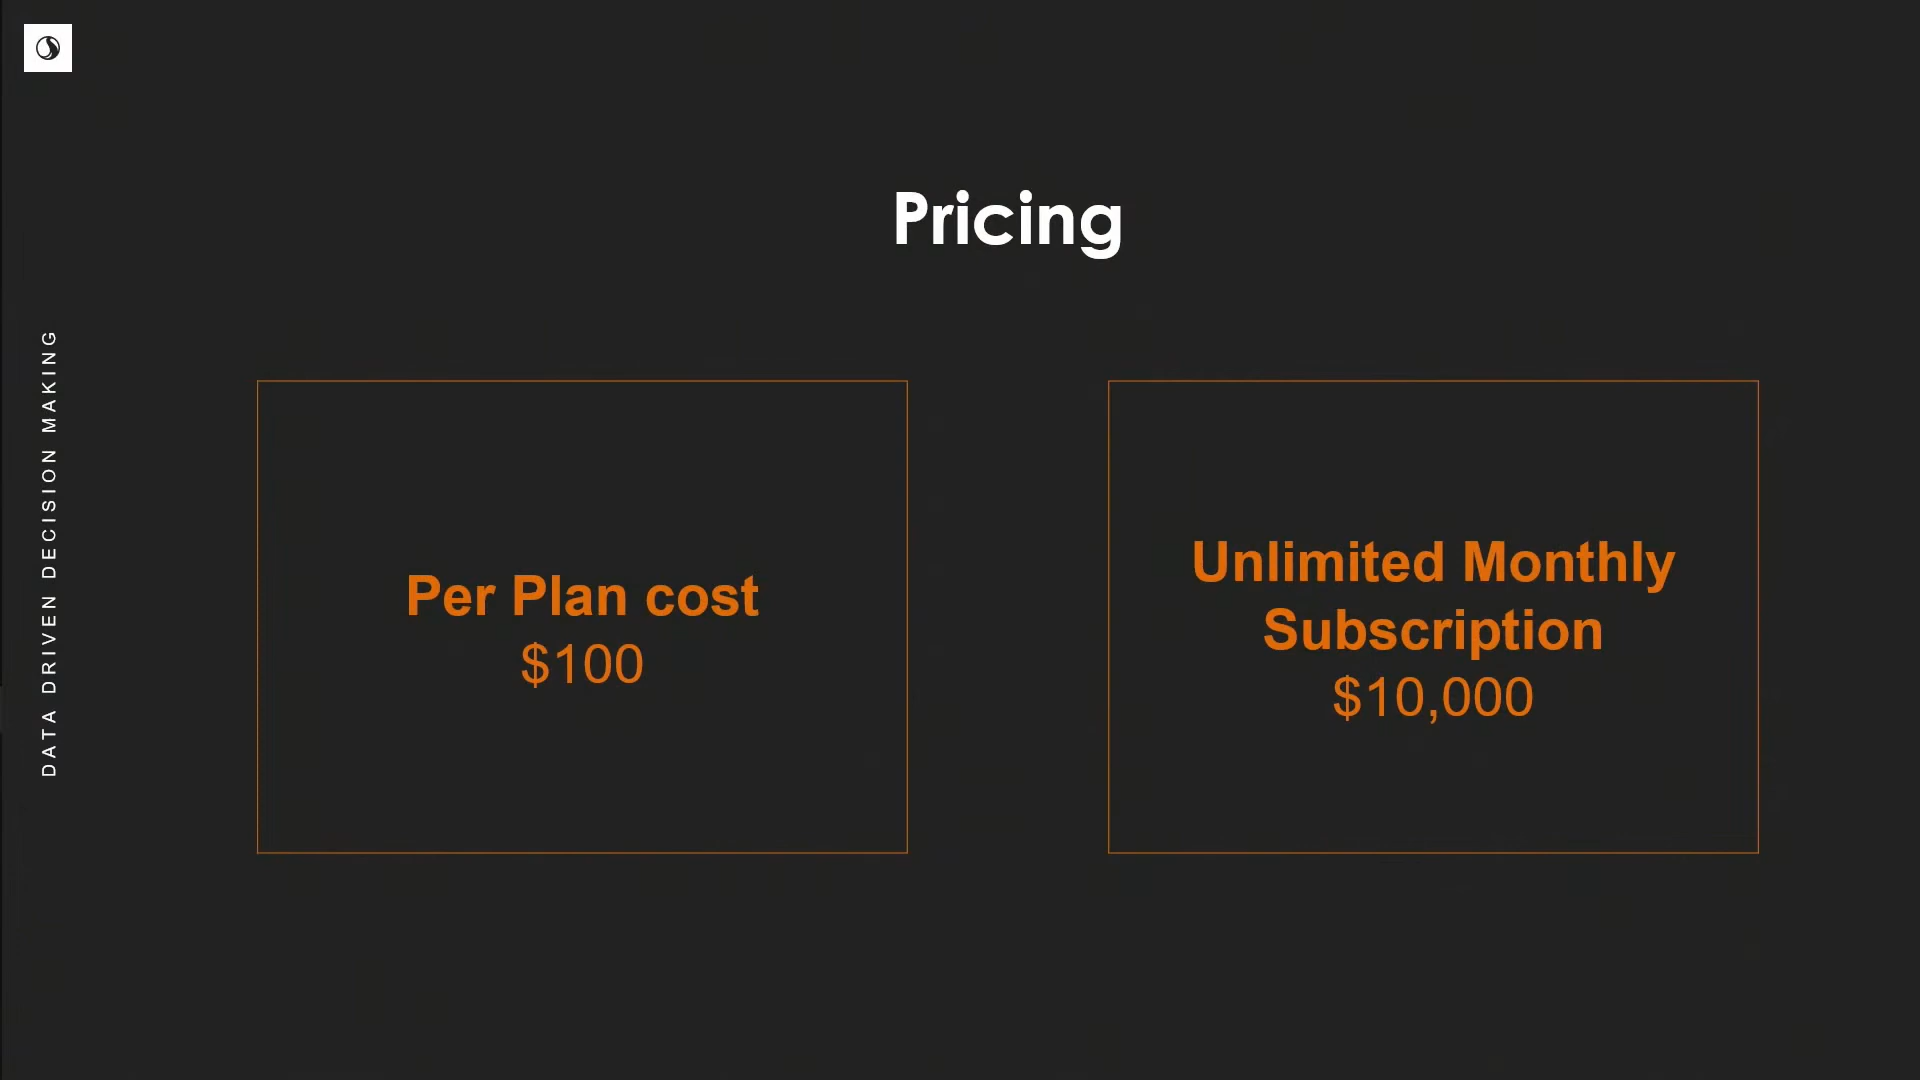 Pricing
DATA DRIVEN DECISION MAKING
Per Plan cost
$100
Unlimited Monthly
Subscription
$10,000